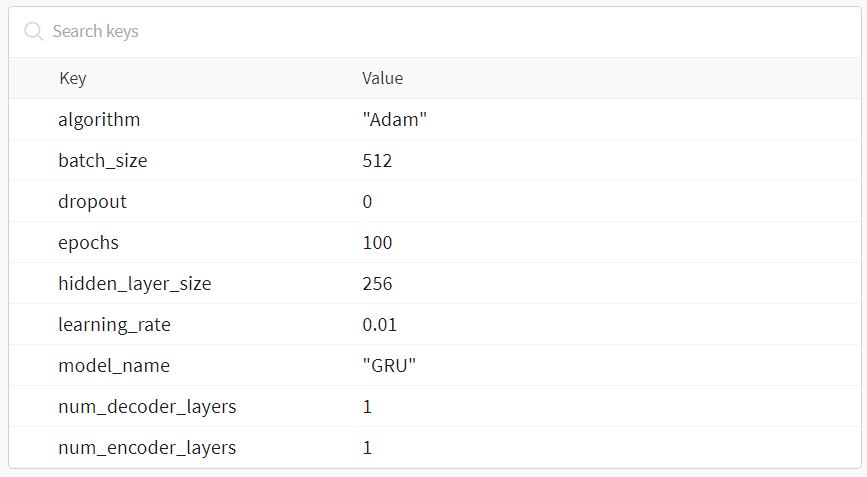 Search keys
Key Value
algorithm "Adam"
batch_size 512
dropout 0
epochs 100
hidden_layer_size 256
learning_rate 0.01
model_name "GRU"
num_decoder_layers 1
num_encoder_layers 1